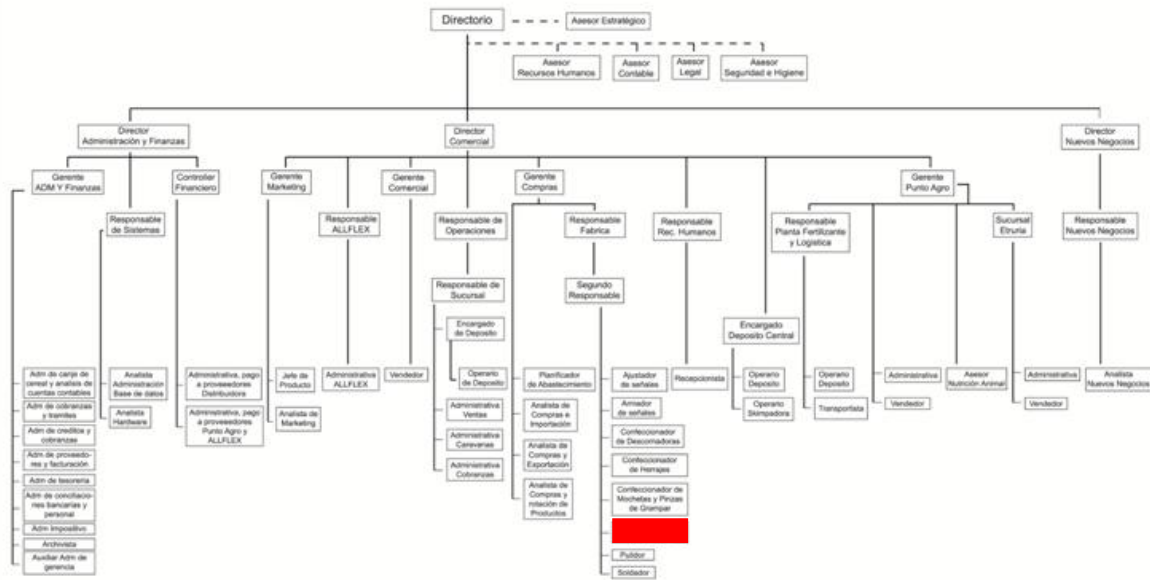 Directorio
Asesor Estratégico
Asesor
Recursos Humanos
Asesor
Contable
Asesor
Legal
Asesor
Seguridad e Higiene
Director
Administración y Finanzas
Director
Comercial
Director
Nuevos Negocios
Gerente
ADM Y Finanzas
Controller
Financiero
Gerente
Marketing
Gerente
Comercial
Gerente
Compras
Gerente
Punto Agro
Responsable
de Sistemas
Responsable
ALLFLEX
Responsable de
Operaciones
Responsable
Fabrica
Responsable
Rec. Humanos
Responsable
Planta Fertilizante
y Logística
Sucursat
Etruria
Responsable
Nuevos Negocios
Responsable de
Sucursal
Segundo
Responsable
Encargado
de Deposito
Encargado
Deposito Central
Adm de canje de
cereal y analisis de
cuentas contables
Adm de cobranzas
y tramites
Adm de creditos y
cobranzas
Adm de proveedo-
res y facturación
Adm de tesoreria
Adm de conciliacio-
nes bancarias y
personal
Adm Impositivo
Archivista
Auxiliar Adm de
gerencia
Analista
Administración
Base de datos
Analista
Hardware
Administrativa, pago
a proveesdores
Distribuidora
Administrativa, pago
a proveesdores
Punto Agro y
ALLFLEX
Jefe de
Producto
Analista de
Marketing
Administrativa
ALLFLEX
Vendedor
Operario
de Deposito
Administrativa
Ventas
Administrativa
Caravanas
Administrativa
Cobranzas
Planificador
de Abastecimiento
Analista de
Compras e
Importación
Analista de
Compras y
Exportación
Analista de
Compras y
rotación de
Productos
Ajustador
de señales
Armador
de señales
Confeccionador
de Descornadoras
Confeccionador
de Herrajes
Confeccionador de
Mochetas y Pinzas
de Grampar
Pulidor
Soldador
Recepcionista
Operario
Deposito
Operario
Skimpadora
Operario
Deposito
Transportista
Administrativa
Vendedor
Asesor
Nutrición Animal
Administrativa
Vendedor
Analista
Nuevos Negocios